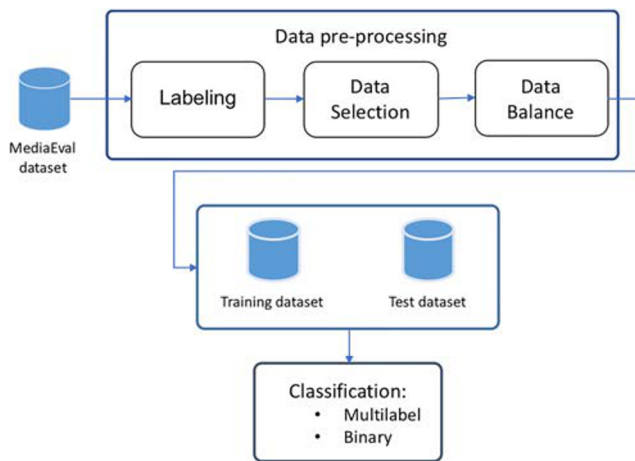 Data pre-processing
Labeling
Data
Selection
Data
Balance
MediaEval
dataset
Training dataset
Test dataset
Classification:
• Multilabel
• Binary